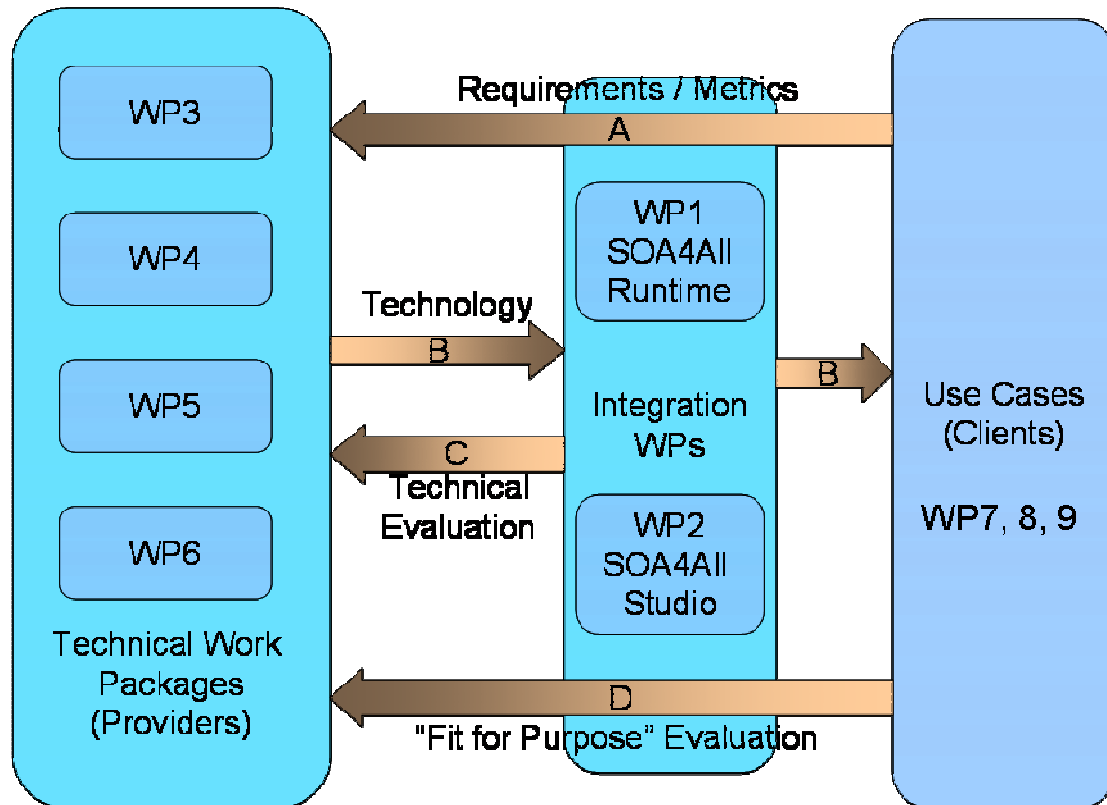 WP3
WP4
WP5
WP6
Technical Work
Packages
(Providers)
Requirements / Metrics
A
Technology
B
C
Technical
Evaluation
WP1
SOA4All
Runtime
Integration
WPs
WP2
SOA4All
Studio
B
D
"Fit for Purpose” Evaluation
Use Cases
(Clients)
WP7, 8, 9